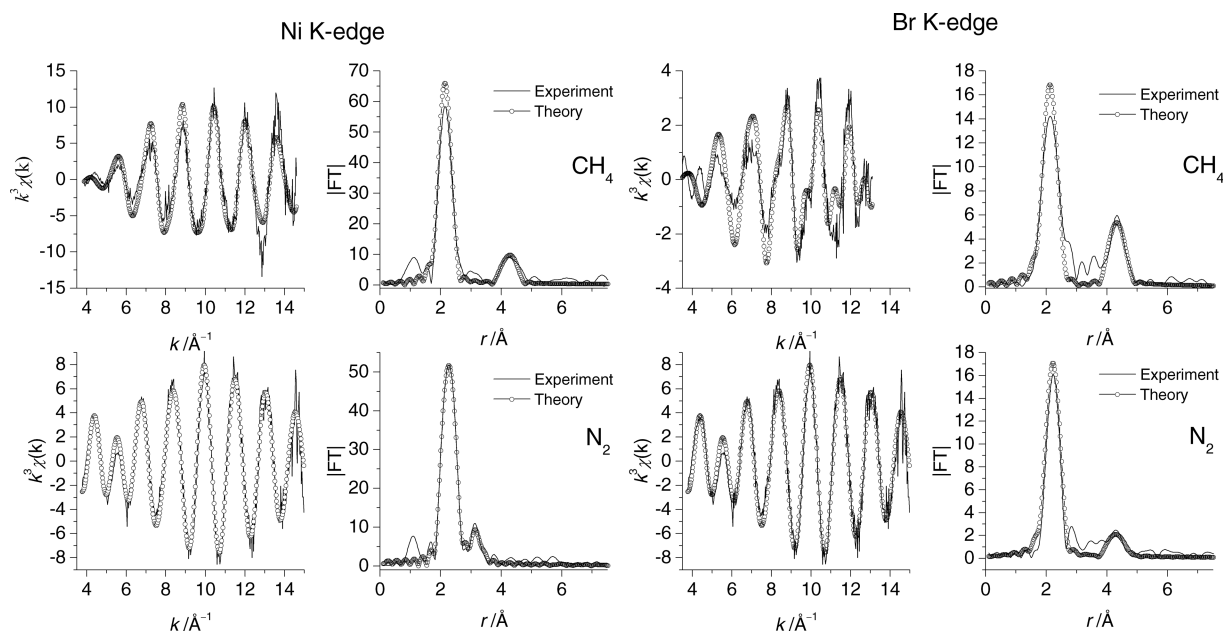 Ni K-edge
Br K-edge
15
10
5
0
-5
-10
-15
k³χ(k)
4 6 8 10 12 14
k /Å⁻¹
70
60
50
40
30
20
10
0
|FT|
Experiment
Theory
CH₄
0 2 4 6
r /Å
4
2
0
-2
-4
k³χ(k)
4 6 8 10 12 14
k /Å⁻¹
18
16
14
12
10
8
6
4
2
0
|FT|
Experiment
Theory
CH₄
0 2 4 6
r /Å
8
6
4
2
0
-2
-4
-6
-8
k³χ(k)
4 6 8 10 12 14
k /Å⁻¹
50
40
30
20
10
0
|FT|
Experiment
Theory
N₂
0 2 4 6
r /Å
8
6
4
2
0
-2
-4
-6
-8
k³χ(k)
4 6 8 10 12 14
k /Å⁻¹
18
16
14
12
10
8
6
4
2
0
|FT|
Experiment
Theory
N₂
0 2 4 6
r /Å